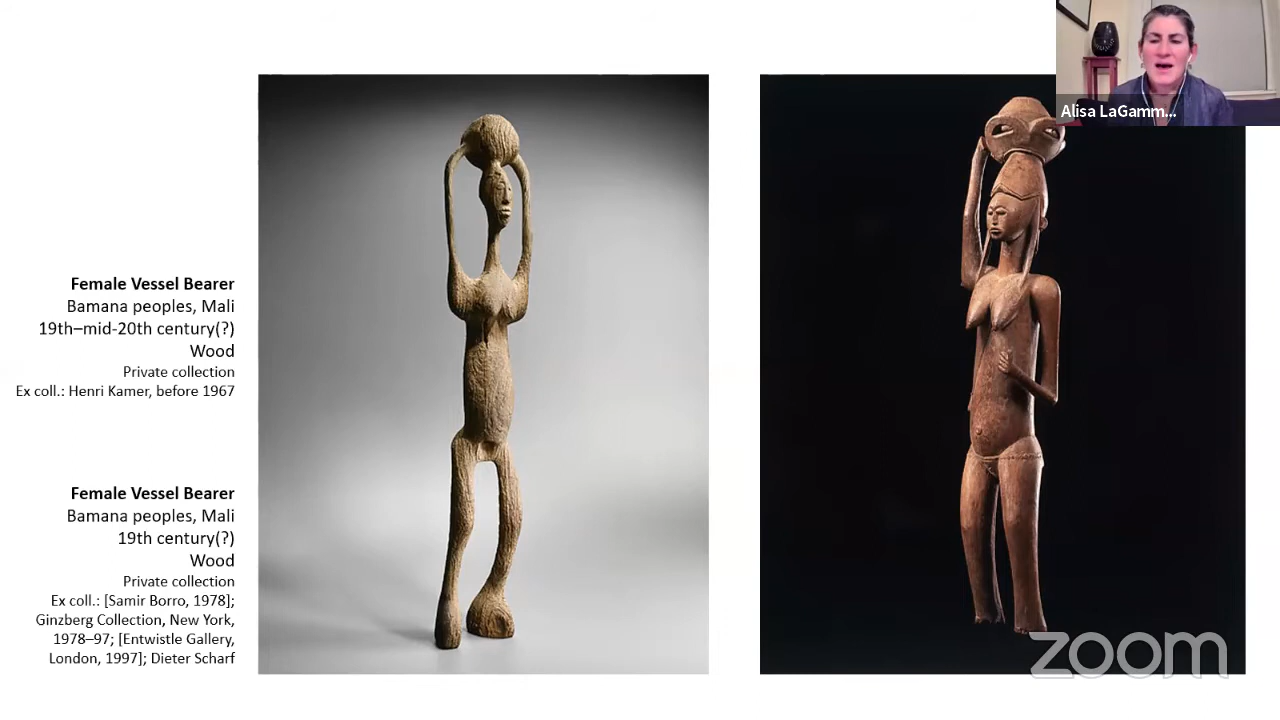 Female Vessel Bearer
Bamana peoples, Mali
19th–mid-20th century(?)
Wood
Private collection
Ex coll.: Henri Kamer, before 1967
Female Vessel Bearer
Bamana peoples, Mali
19th century(?)
Wood
Private collection
Ex coll.: [Samir Borro, 1978];
Ginzberg Collection, New York,
1978–97; [Entwistle Gallery,
London, 1997]; Dieter Scharf
Alisa LaGamm...
zoom